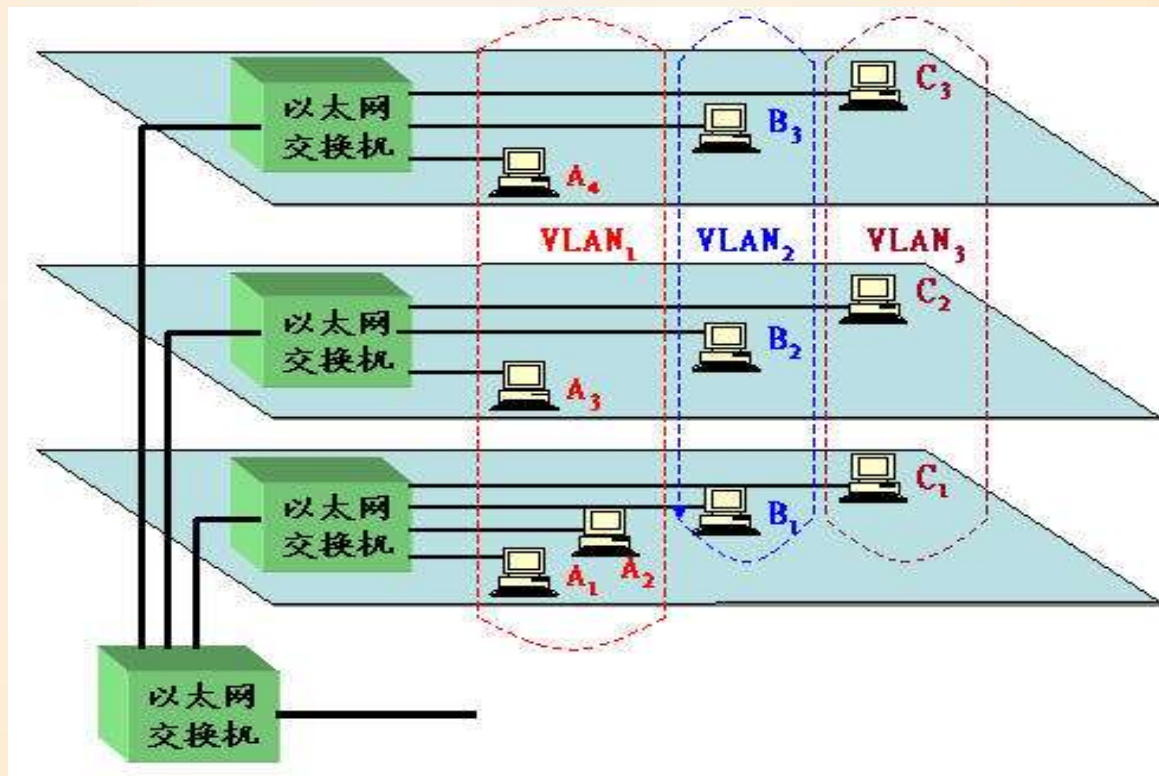 以太网
交换机
C₃
B₃
A₄
VLAN₁
VLAN₂
VLAN₃
以太网
交换机
C₂
B₂
A₃
以太网
交换机
C₁
B₁
A₁
A₂
以太网
交换机